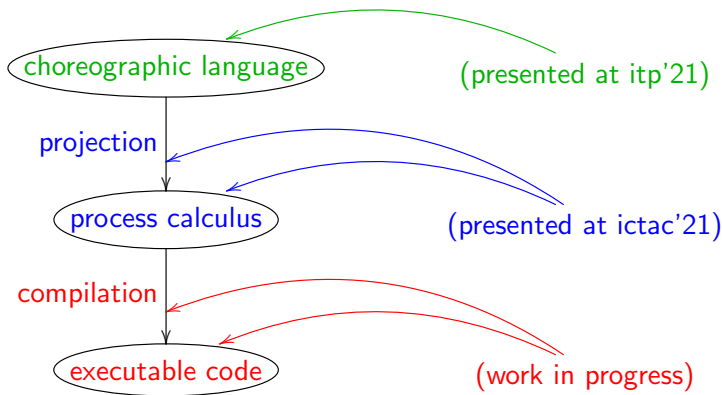 choreographic language
(presented at itp'21)
projection
process calculus
(presented at ictac'21)
compilation
executable code
(work in progress)